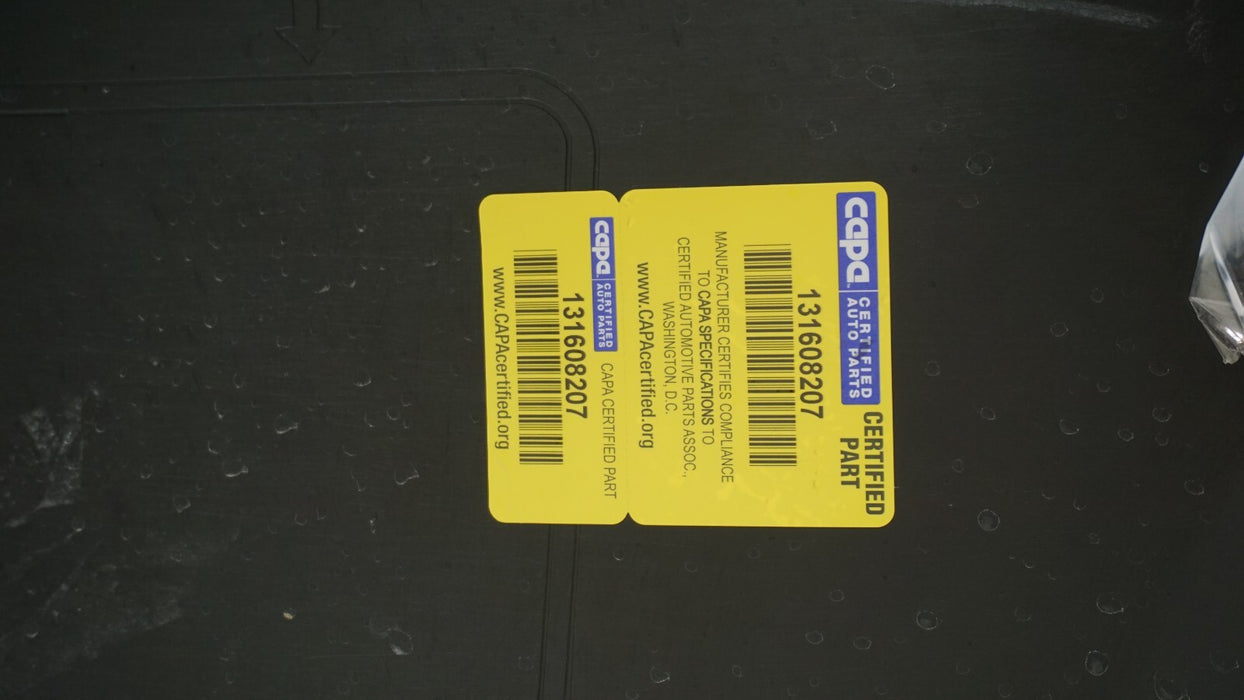 capa™ CERTIFIED
AUTO PARTS
CERTIFIED
PART
131608207
MANUFACTURER CERTIFIES COMPLIANCE
TO CAPA SPECIFICATIONS TO
CERTIFIED AUTOMOTIVE PARTS ASSOC.,
WASHINGTON, D.C.
www.CAPAcertified.org
capa CERTIFIED
AUTO PARTS
CAPA CERTIFIED PART
131608207
www.CAPAcertified.org